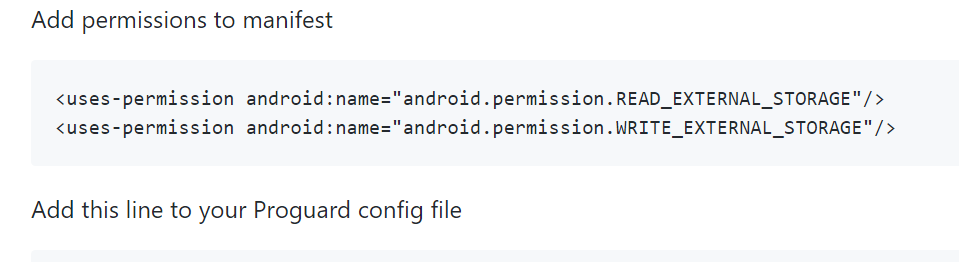 Add permissions to manifest
<uses-permission android:name="android.permission.READ_EXTERNAL_STORAGE"/>
<uses-permission android:name="android.permission.WRITE_EXTERNAL_STORAGE"/>
Add this line to your Proguard config file